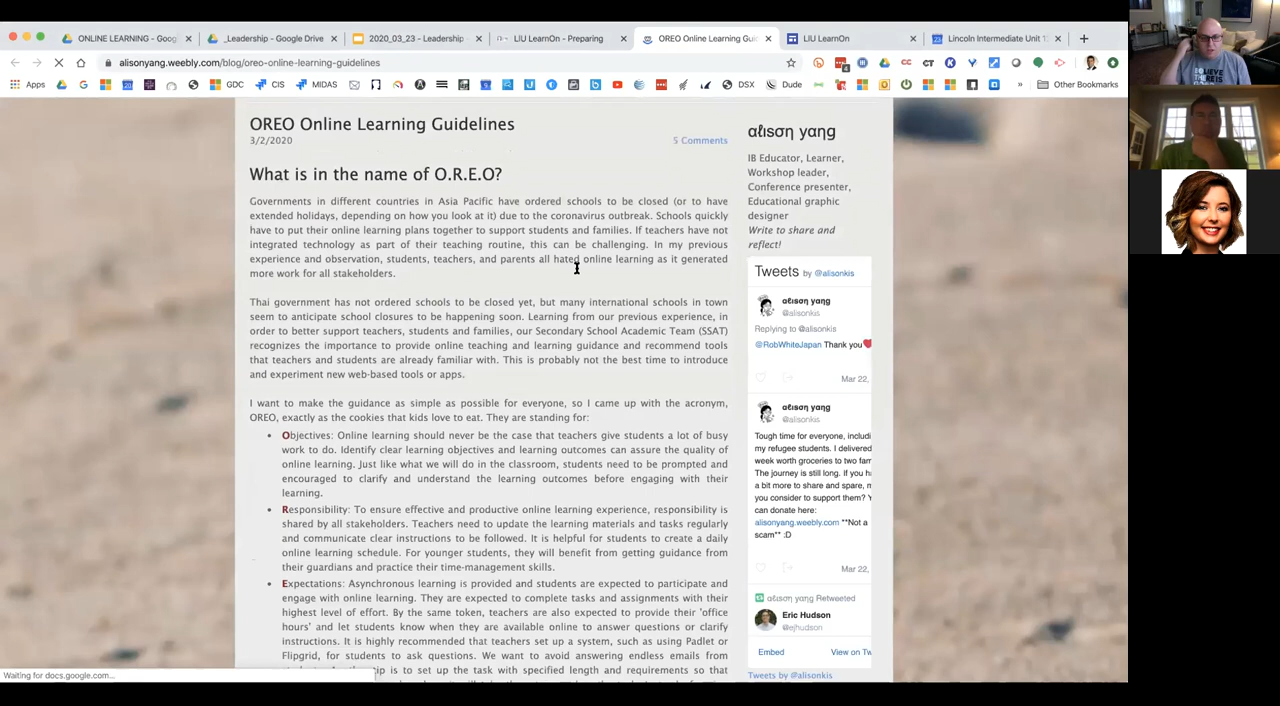 ONLINE LEARNING - Goog
_Leadership - Google Drive
2020_03_23 - Leadership
LIU LearnOn - Preparing
OREO Online Learning Gui
LIU LearnOn
Lincoln Intermediate Unit 1
alisonyang.weebly.com/blog/oreo-online-learning-guidelines
Apps GDC CIS MIDAS DSX Dude » Other Bookmarks
OREO Online Learning Guidelines
3/2/2020
5 Comments
What is in the name of O.R.E.O?
Governments in different countries in Asia Pacific have ordered schools to be closed (or to have
extended holidays, depending on how you look at it) due to the coronavirus outbreak. Schools quickly
have to put their online learning plans together to support students and families. If teachers have not
integrated technology as part of their teaching routine, this can be challenging. In my previous
experience and observation, students, teachers, and parents all hated online learning as it generated
more work for all stakeholders.
Thai government has not ordered schools to be closed yet, but many international schools in town
seem to anticipate school closures to be happening soon. Learning from our previous experience, in
order to better support teachers, students and families, our Secondary School Academic Team (SSAT)
recognizes the importance to provide online teaching and learning guidance and recommend tools
that teachers and students are already familiar with. This is probably not the best time to introduce
and experiment new web-based tools or apps.
I want to make the guidance as simple as possible for everyone, so I came up with the acronym,
OREO, exactly as the cookies that kids love to eat. They are standing for:
• Objectives: Online learning should never be the case that teachers give students a lot of busy
work to do. Identify clear learning objectives and learning outcomes can assure the quality of
online learning. Just like what we will do in the classroom, students need to be prompted and
encouraged to clarify and understand the learning outcomes before engaging with their
learning.
• Responsibility: To ensure effective and productive online learning experience, responsibility is
shared by all stakeholders. Teachers need to update the learning materials and tasks regularly
and communicate clear instructions to be followed. It is helpful for students to create a daily
online learning schedule. For younger students, they will benefit from getting guidance from
their guardians and practice their time-management skills.
• Expectations: Asynchronous learning is provided and students are expected to participate and
engage with online learning. They are expected to complete tasks and assignments with their
highest level of effort. By the same token, teachers are also expected to provide their 'office
hours' and let students know when they are available online to answer questions or clarify
instructions. It is highly recommended that teachers set up a system, such as using Padlet or
Flipgrid, for students to ask questions. We want to avoid answering endless emails from
tip is to set up the task with specified length and requirements so that
αℓιsση yαηg
IB Educator, Learner,
Workshop leader,
Conference presenter,
Educational graphic
designer
Write to share and
reflect!
Tweets by @alisonkis
αℓιsση yαηg
@alisonkis
Replying to @alisonkis
@RobWhiteJapan Thank you❤
Mar 22,
αℓιsση yαηg
@alisonkis
Tough time for everyone, includi
my refugee students. I delivered
week worth groceries to two fam
The journey is still long. if you ha
a bit more to share and spare, m
you consider to support them? Y
can donate here:
alisonyang.weebly.com **Not a
scam** :D
Mar 22,
αℓιsση yαηg Retweeted
Eric Hudson
@ejhudson
Embed
View on Tw
Tweets by @alisonkis
Waiting for docs.google.com...